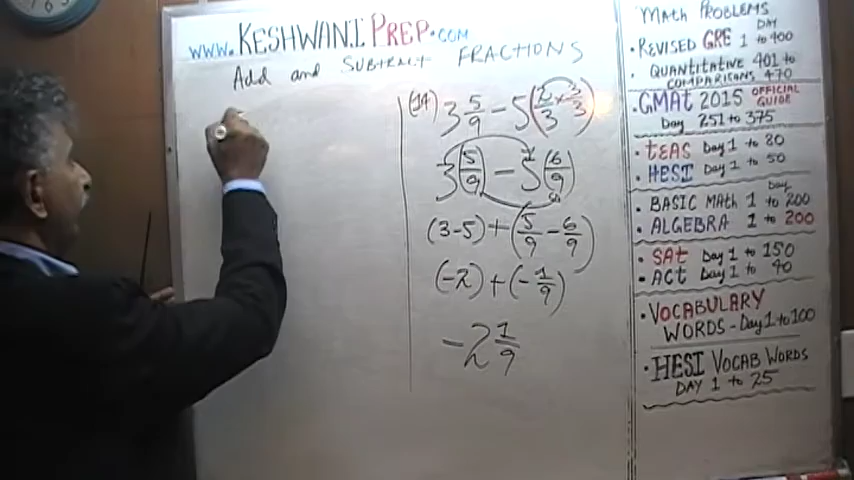 www.KESHWANI PREP.com
Add and SUBTRACT FRACTIONS
(14) 3 5/9 - 5 (2/3 × 3/3)
3 (5/9) - 5 (6/9)
(3-5) + (5/9 - 6/9)
(-2) + (-1/9)
-2 1/9
MATH PROBLEMS
DAY
• REVISED GRE 1 to 400
• QUANTITATIVE 401 to
COMPARISONS 470
• GMAt 2015 OFFICIAL
GUIDE
Day 251 to 375
• tEAS Day 1 to 80
• HESI Day 1 to 50
Day
• BASIC MAth 1 to 200
• ALGEBRA 1 to 200
• SAt Day 1 to 150
• ACt Day 1 to 40
• VOCABULARY
WORDS - Day 1 to 100
• HESI VOCAB WORDS
DAY 1 to 25